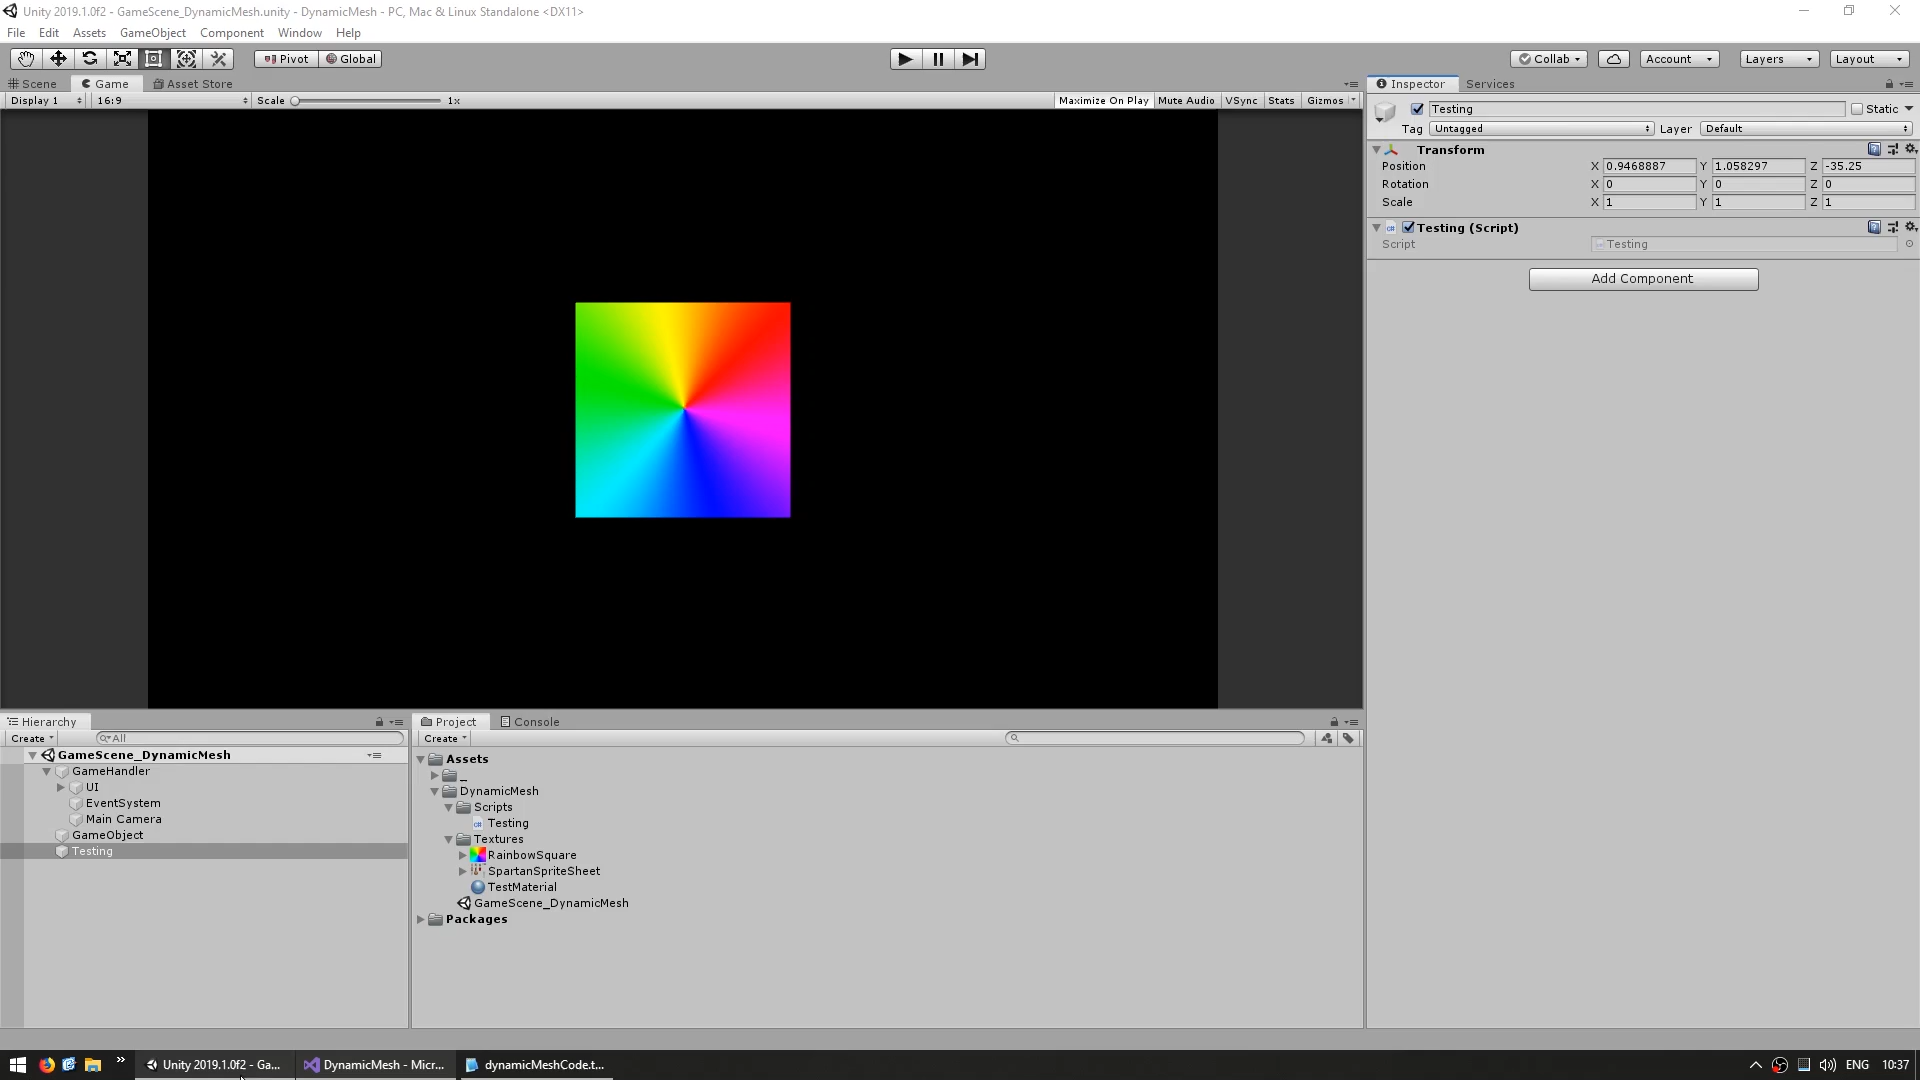 Unity 2019.1.0f2 - GameScene_DynamicMesh.unity - DynamicMesh - PC, Mac & Linux Standalone <DX11>
File Edit Assets GameObject Component Window Help
Pivot Global Collab Account Layers Layout
Scene Game Asset Store
Display 1 16:9 Scale 1x Maximize On Play Mute Audio VSync Stats Gizmos
Inspector Services
Testing Static
Tag Untagged Layer Default
Transform
Position X 0.9468887 Y 1.058297 Z -35.25
Rotation X 0 Y 0 Z 0
Scale X 1 Y 1 Z 1
Testing (Script)
Script Testing
Add Component
Hierarchy
Create All
GameScene_DynamicMesh
GameHandler
UI
EventSystem
Main Camera
GameObject
Testing
Project Console
Create
Assets
_
DynamicMesh
Scripts
Testing
Textures
RainbowSquare
SpartanSpriteSheet
TestMaterial
GameScene_DynamicMesh
Packages
Unity 2019.1.0f2 - Ga... DynamicMesh - Micr... dynamicMeshCode.t... ENG 10:37